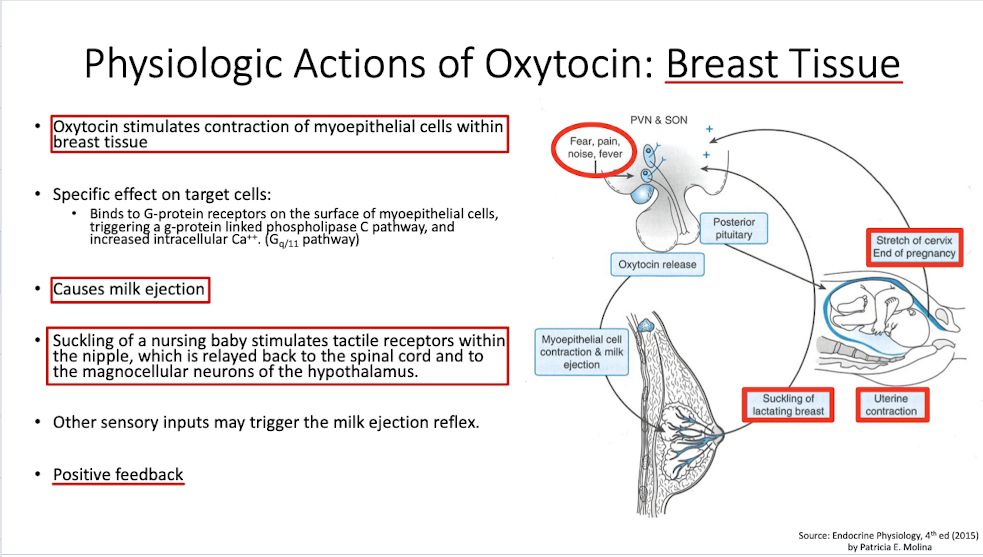 Physiologic Actions of Oxytocin: Breast Tissue
• Oxytocin stimulates contraction of myoepithelial cells within
breast tissue
• Specific effect on target cells:
• Binds to G-protein receptors on the surface of myoepithelial cells,
triggering a g-protein linked phospholipase C pathway, and
increased intracellular Ca⁺⁺. (Gq/11 pathway)
• Causes milk ejection
• Suckling of a nursing baby stimulates tactile receptors within
the nipple, which is relayed back to the spinal cord and to
the magnocellular neurons of the hypothalamus.
• Other sensory inputs may trigger the milk ejection reflex.
• Positive feedback
PVN & SON
+
+
Fear, pain,
noise, fever
Posterior
pituitary
Oxytocin release
Stretch of cervix
End of pregnancy
Myoepithelial cell
contraction & milk
ejection
Suckling of
lactating breast
Uterine
contraction
Source: Endocrine Physiology, 4th ed (2015)
by Patricia E. Molina